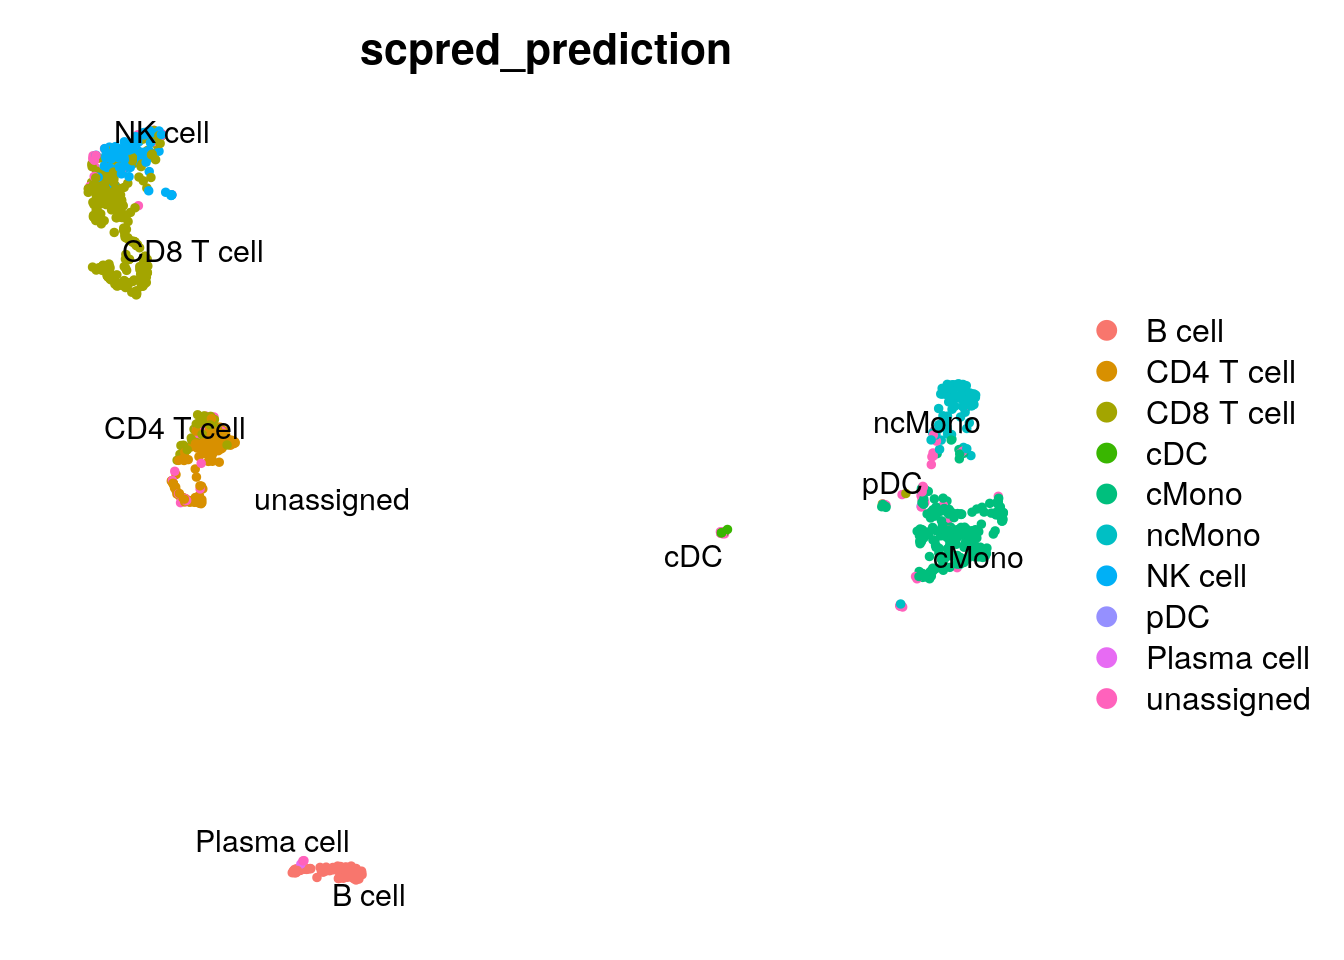 scpred_prediction
NK cell
CD8 T cell
CD4 T cell
unassigned
ncMono
pDC
cDC
cMono
Plasma cell
B cell
B cell
CD4 T cell
CD8 T cell
cDC
cMono
ncMono
NK cell
pDC
Plasma cell
unassigned